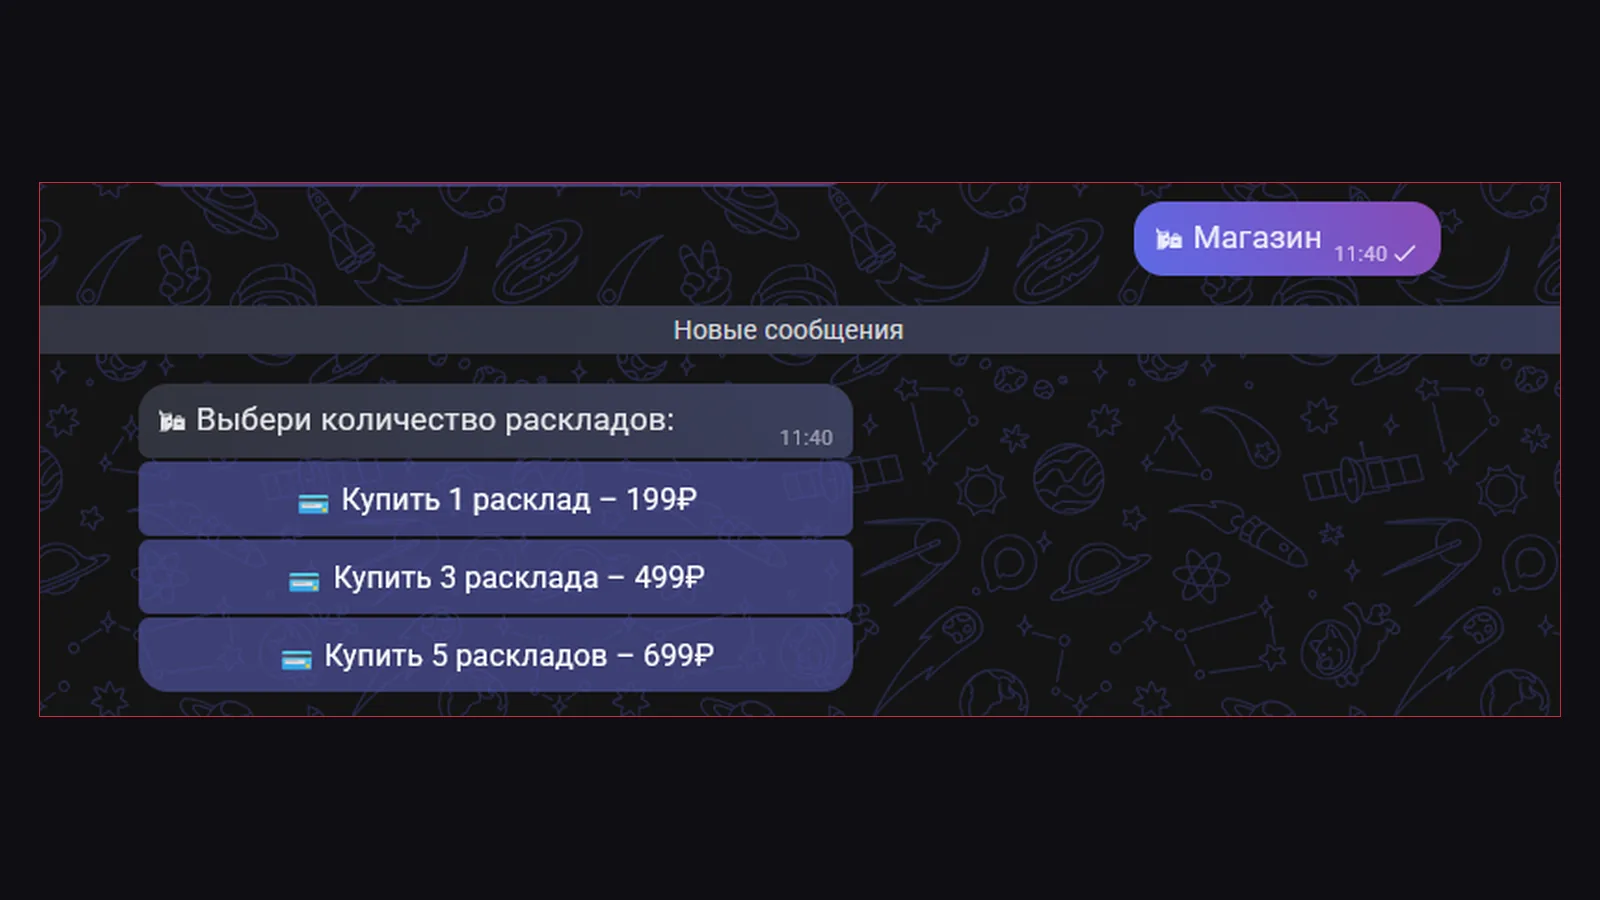 🛍 Магазин 11:40
Новые сообщения
🛍 Выбери количество раскладов: 11:40
💳 Купить 1 расклад – 199₽
💳 Купить 3 расклада – 499₽
💳 Купить 5 раскладов – 699₽